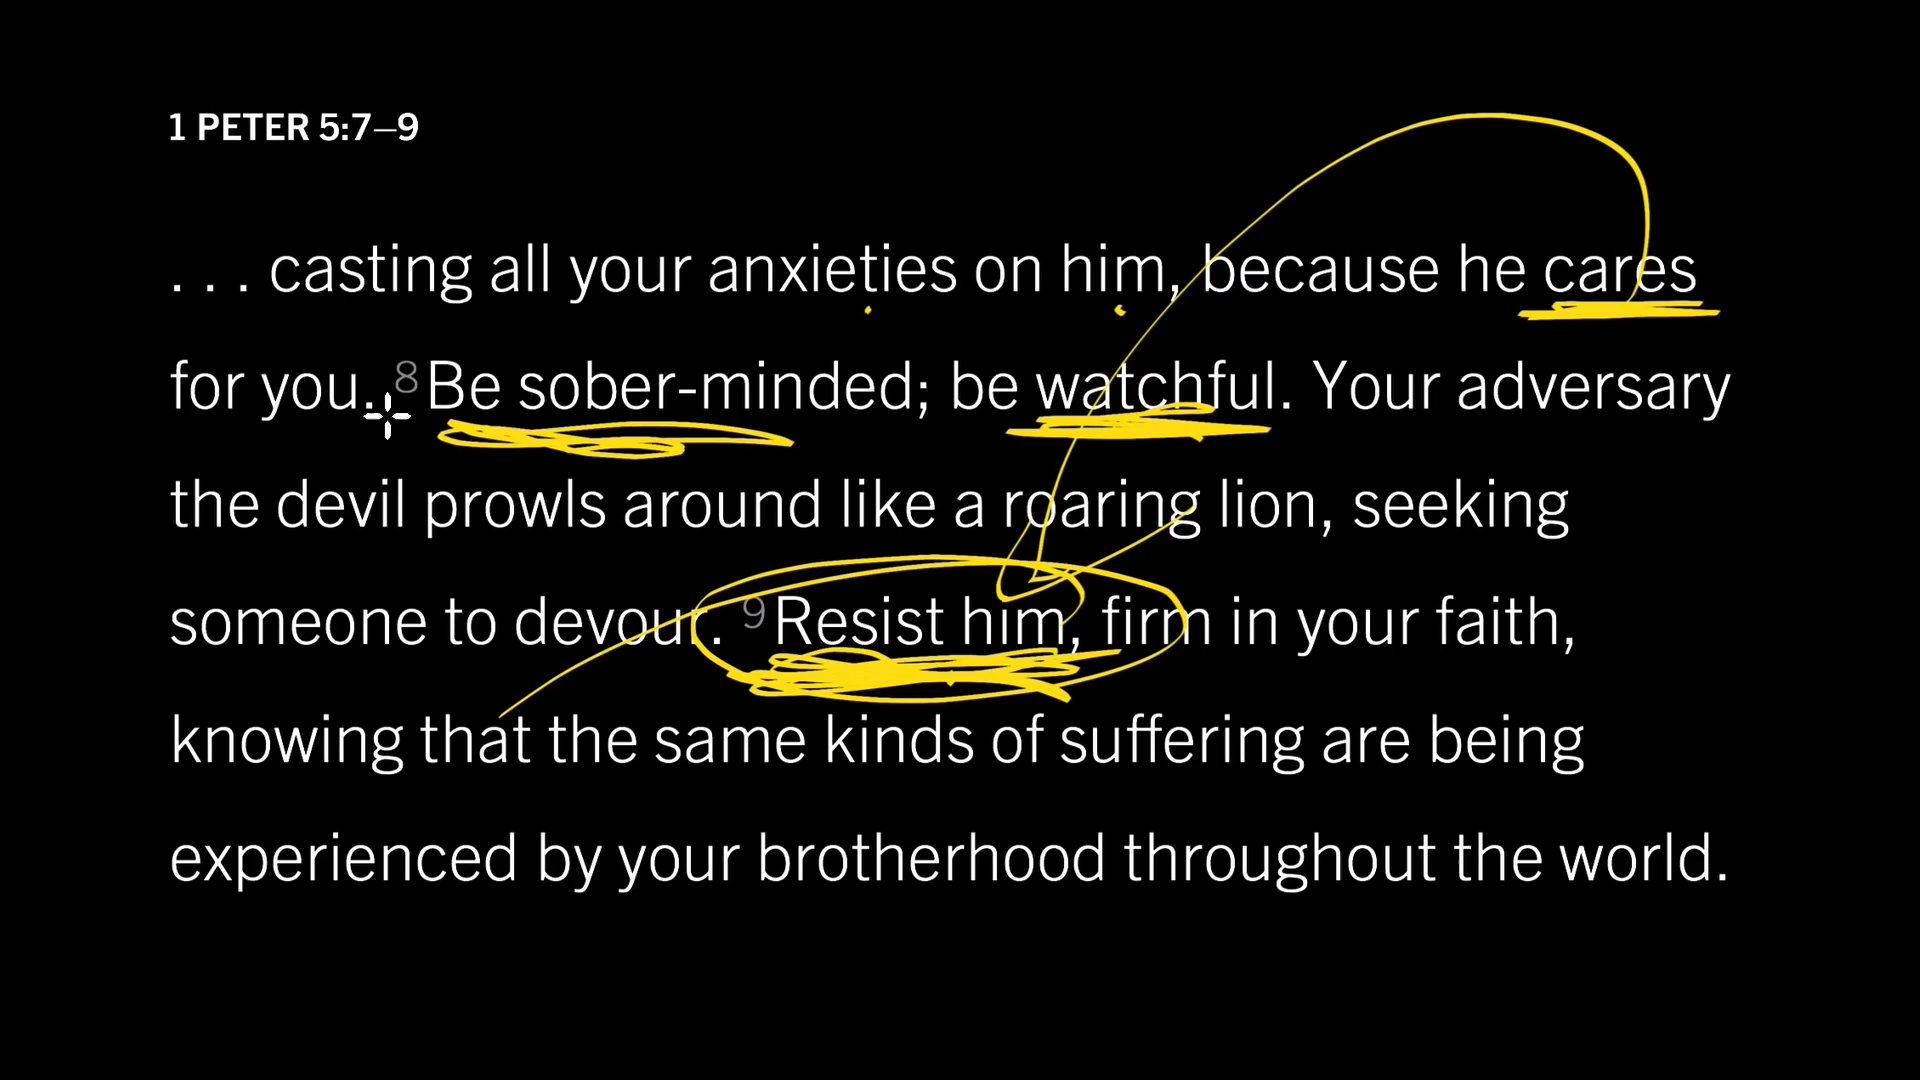 1 PETER 5:7–9
. . . casting all your anxieties on him, because he cares
for you. 8 Be sober-minded; be watchful. Your adversary
the devil prowls around like a roaring lion, seeking
someone to devour. 9 Resist him, firm in your faith,
knowing that the same kinds of suffering are being
experienced by your brotherhood throughout the world.